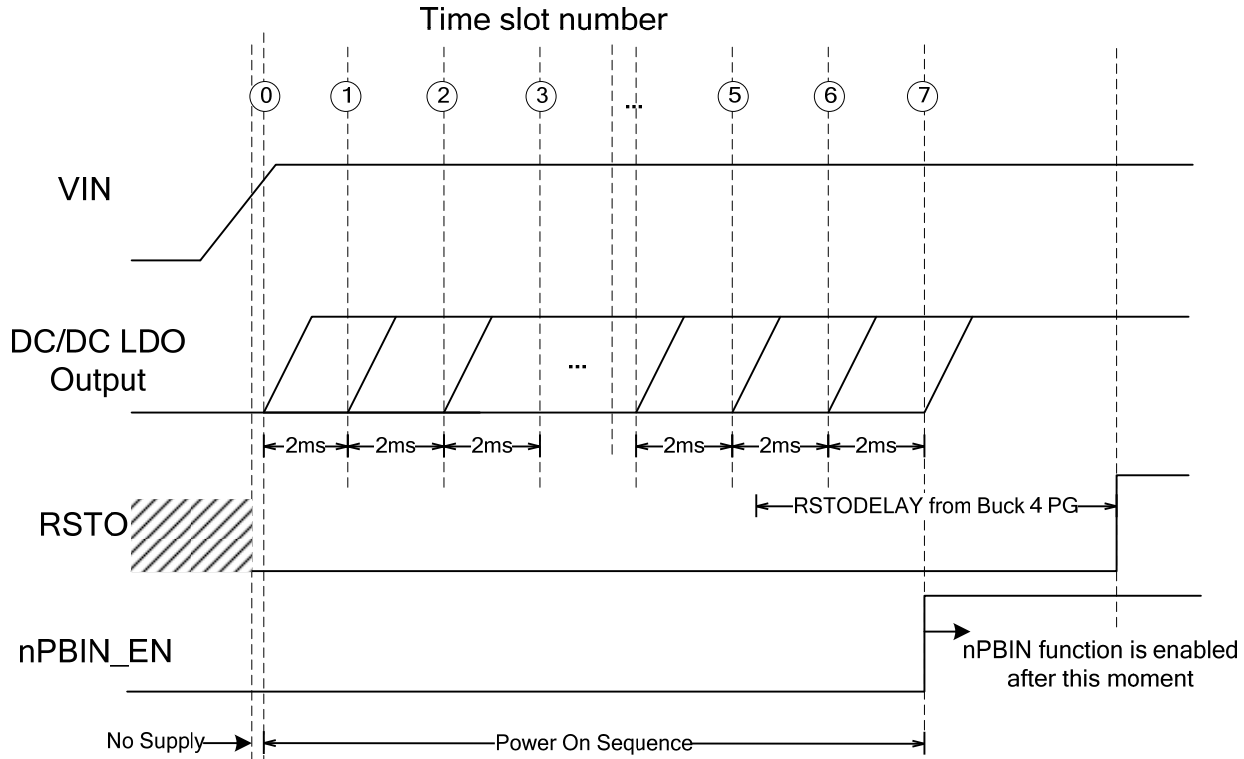 Time slot number
0 1 2 3 ... 5 6 7
VIN
DC/DC LDO
Output
...
2ms 2ms 2ms 2ms 2ms 2ms
RSTODELAY from Buck 4 PG
RSTO
nPBIN_EN
nPBIN function is enabled
after this moment
No Supply
Power On Sequence